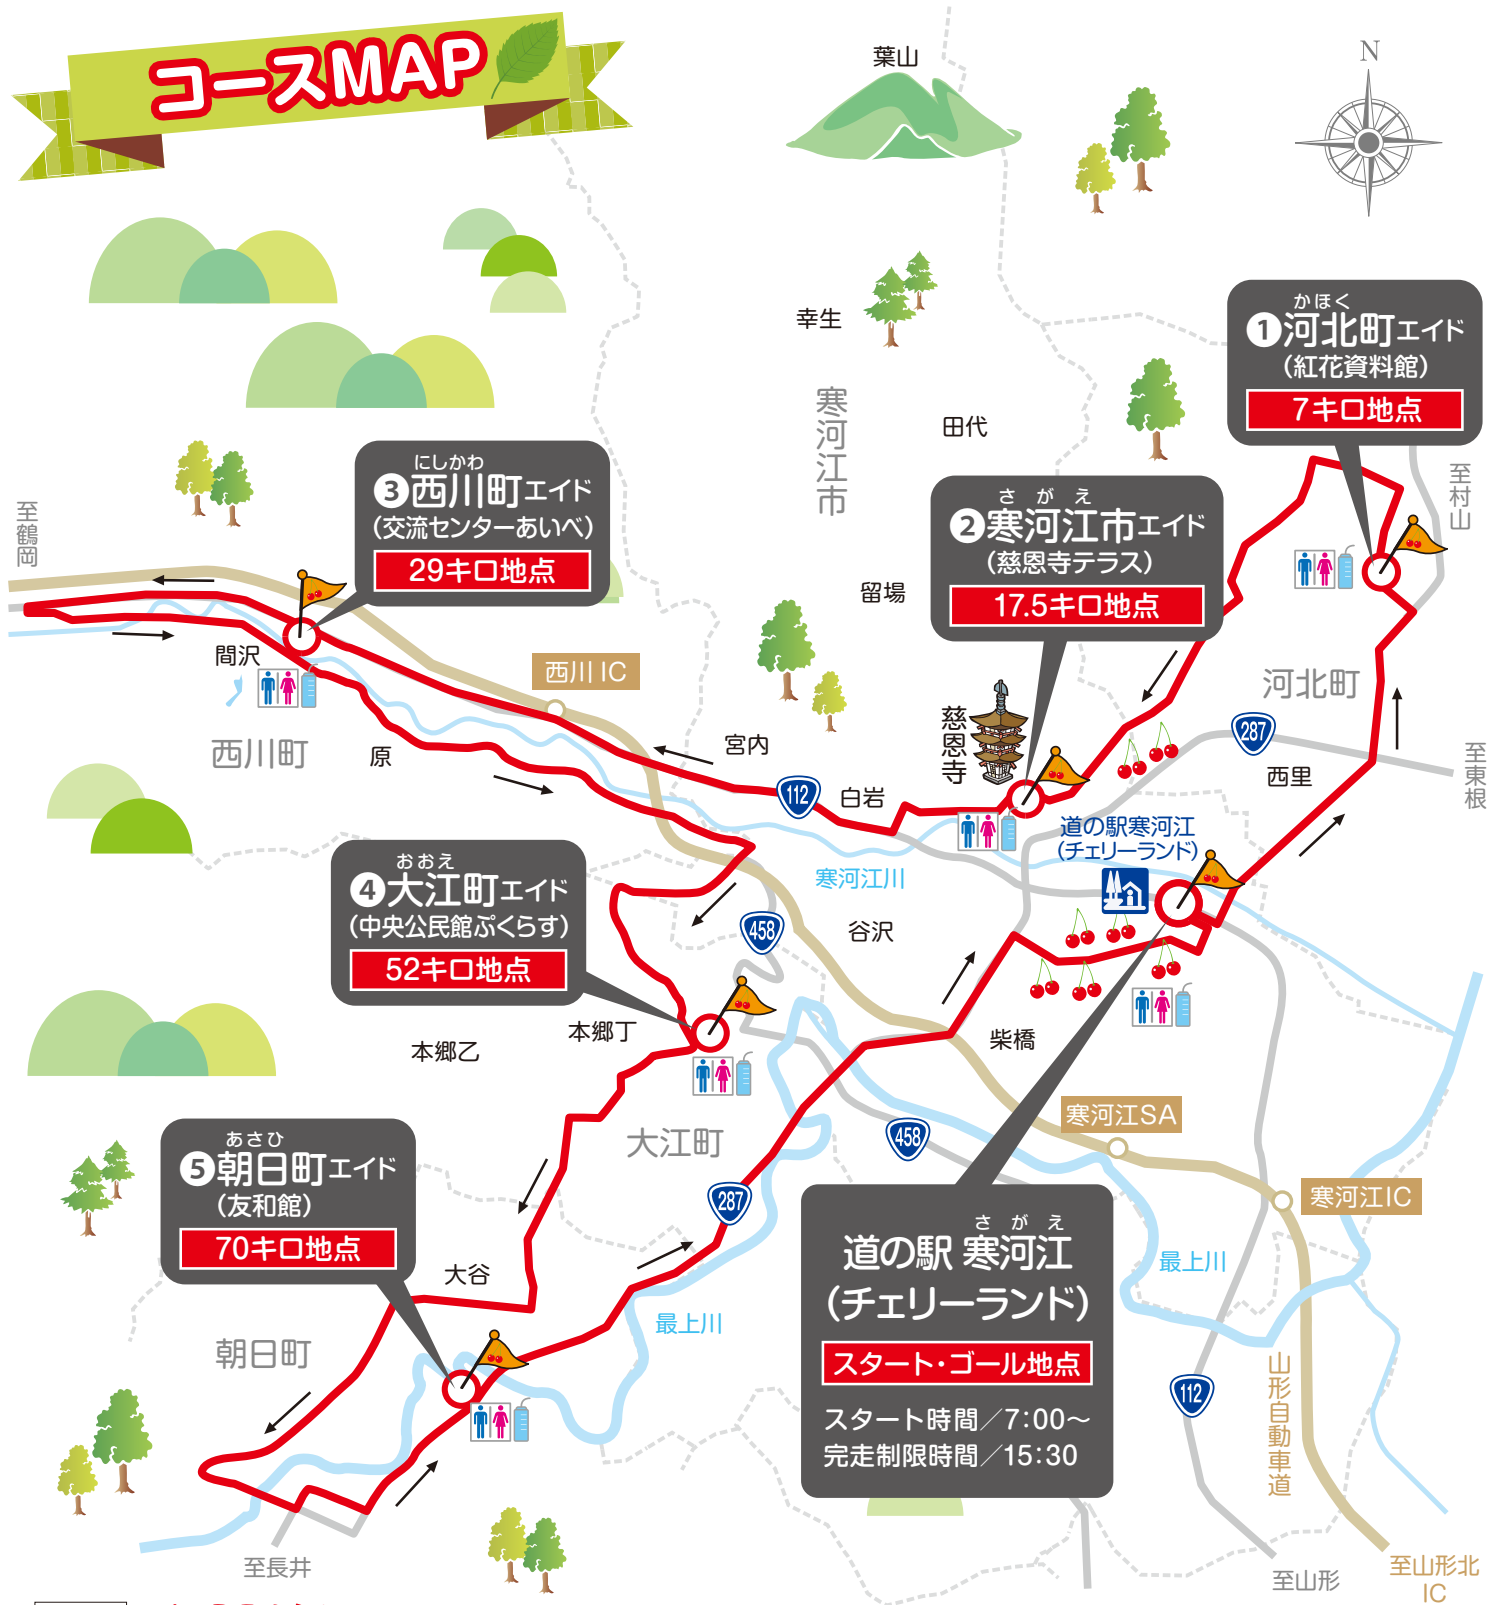 コースMAP
葉山
N
幸生
寒河江市
田代
留場
かほく
❶河北町エイド
(紅花資料館)
7キロ地点
至村山
さがえ
❷寒河江市エイド
(慈恩寺テラス)
17.5キロ地点
にしかわ
❸西川町エイド
(交流センターあいべ)
29キロ地点
至鶴岡
間沢
西川IC
西川町
原
宮内
112
白岩
慈恩寺
河北町
287
西里
至東根
道の駅寒河江
(チェリーランド)
寒河江川
谷沢
458
おおえ
❹大江町エイド
(中央公民館ぷくらす)
52キロ地点
本郷丁
本郷乙
柴橋
寒河江SA
458
大江町
寒河江IC
あさひ
❺朝日町エイド
(友和館)
70キロ地点
287
大谷
最上川
朝日町
最上川
さがえ
道の駅 寒河江
(チェリーランド)
スタート・ゴール地点
スタート時間／7:00〜
完走制限時間／15:30
112
山形自動車道
至長井
至山形
至山形北
IC